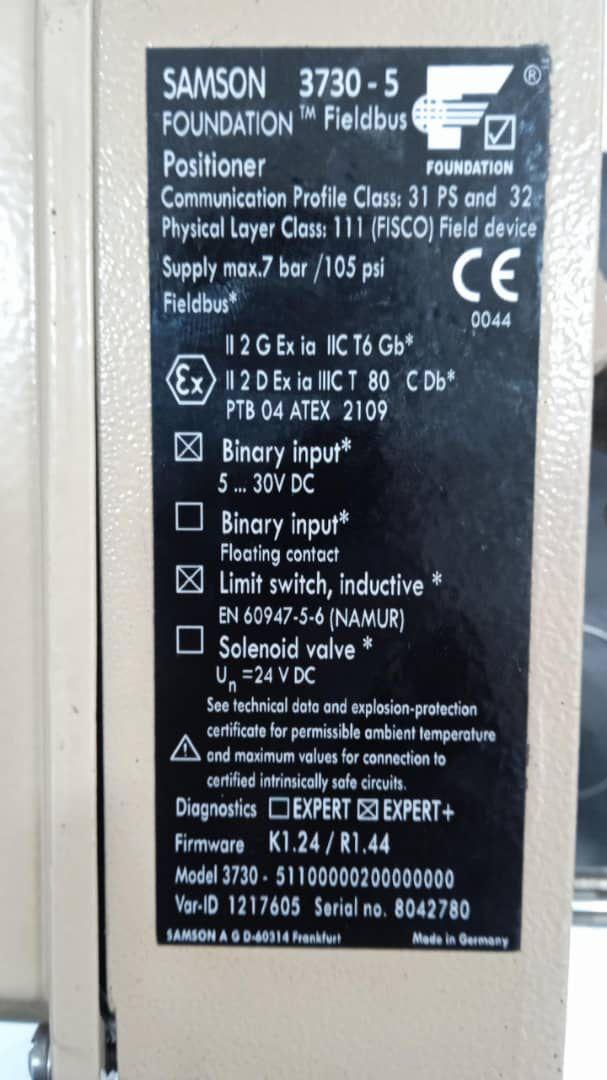 SAMSON 3730 - 5 ®
FOUNDATION ™ Fieldbus
Positioner
FOUNDATION
Communication Profile Class: 31 PS and 32
Physical Layer Class: 111 (FISCO) Field device
Supply max.7 bar /105 psi
CE
Fieldbus*
0044
II 2 G Ex ia IIC T6 Gb*
Ex II 2 D Ex ia IIIC T 80 C Db*
PTB 04 ATEX 2109
☒ Binary input*
5 ... 30V DC
☐ Binary input*
Floating contact
☒ Limit switch, inductive *
EN 60947-5-6 (NAMUR)
☐ Solenoid valve *
Un =24 V DC
See technical data and explosion-protection
certificate for permissible ambient temperature
and maximum values for connection to
certified intrinsically safe circuits.
Diagnostics ☐ EXPERT ☒ EXPERT+
Firmware K1.24 / R1.44
Model 3730 - 51100000200000000
Var-ID 1217605 Serial no. 8042780
SAMSON A G D-60314 Frankfurt Made in Germany